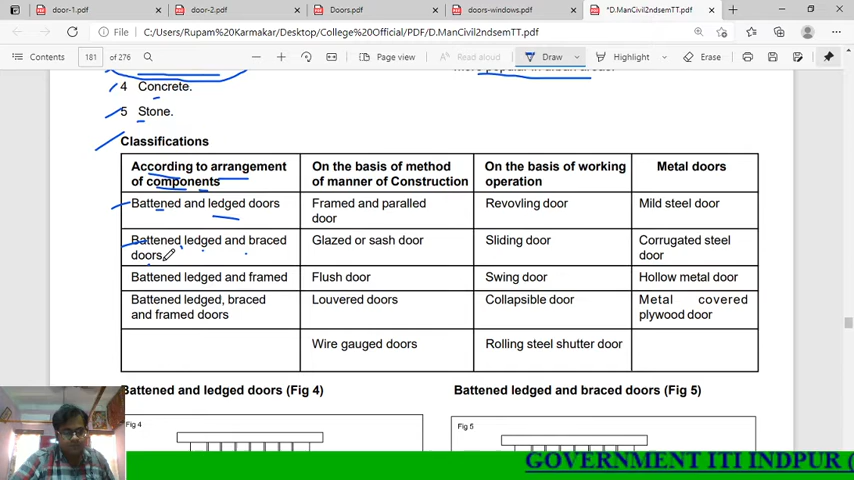 door-1.pdf
door-2.pdf
Doors.pdf
doors-windows.pdf
*D.ManCivil2ndsemTT.pdf
File
C:/Users/Rupam%20Karmakar/Desktop/College%20Official/PDF/D.ManCivil2ndsemTT.pdf
Contents
181
of 276
Page view
Draw
Highlight
Erase
more popular in urban areas.
4 Concrete.
5 Stone.
Classifications
According to arrangement
of components
On the basis of method
of manner of Construction
On the basis of working
operation
Metal doors
Battened and ledged doors
Framed and paralled
door
Revovling door
Mild steel door
Battened ledged and braced
doors
Glazed or sash door
Sliding door
Corrugated steel
door
Battened ledged and framed
Flush door
Swing door
Hollow metal door
Battened ledged, braced
and framed doors
Louvered doors
Collapsible door
Metal covered
plywood door
Wire gauged doors
Rolling steel shutter door
Battened and ledged doors (Fig 4)
Battened ledged and braced doors (Fig 5)
Fig 4
Fig 5
GOVERNMENT ITI INDPUR (